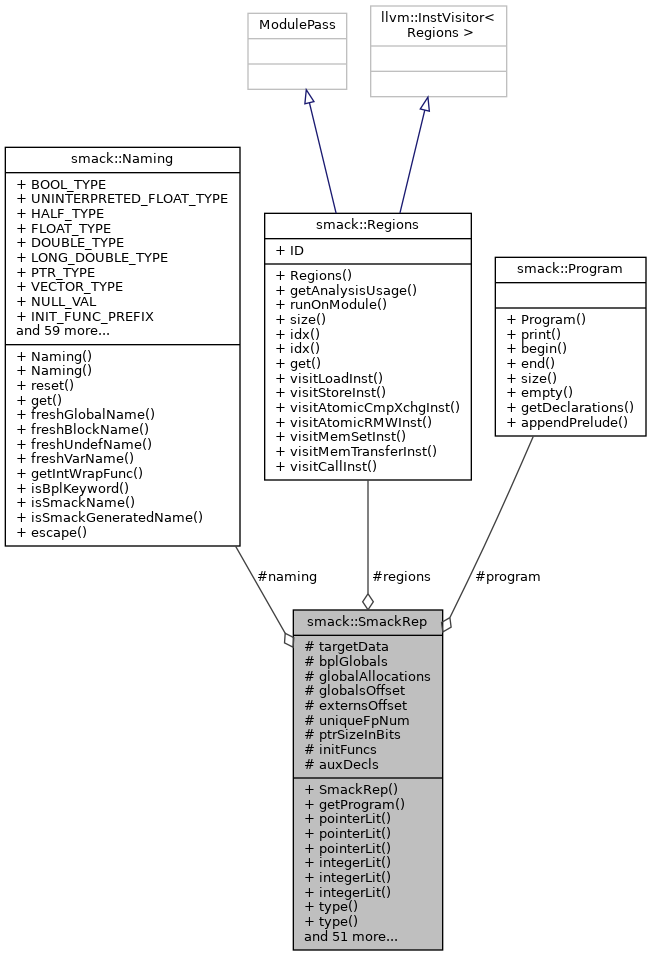 ModulePass
llvm::InstVisitor<
Regions >
smack::Naming
+ BOOL_TYPE
+ UNINTERPRETED_FLOAT_TYPE
+ HALF_TYPE
+ FLOAT_TYPE
+ DOUBLE_TYPE
+ LONG_DOUBLE_TYPE
+ PTR_TYPE
+ VECTOR_TYPE
+ NULL_VAL
+ INIT_FUNC_PREFIX
and 59 more...
+ Naming()
+ Naming()
+ reset()
+ get()
+ freshGlobalName()
+ freshBlockName()
+ freshUndefName()
+ freshVarName()
+ getIntWrapFunc()
+ isBplKeyword()
+ isSmackName()
+ isSmackGeneratedName()
+ escape()
smack::Regions
+ ID
+ Regions()
+ getAnalysisUsage()
+ runOnModule()
+ size()
+ idx()
+ idx()
+ get()
+ visitLoadInst()
+ visitStoreInst()
+ visitAtomicCmpXchgInst()
+ visitAtomicRMWInst()
+ visitMemSetInst()
+ visitMemTransferInst()
+ visitCallInst()
smack::Program
+ Program()
+ print()
+ begin()
+ end()
+ size()
+ empty()
+ getDeclarations()
+ appendPrelude()
#naming
#regions
#program
smack::SmackRep
# targetData
# bplGlobals
# globalAllocations
# globalsOffset
# externsOffset
# uniqueFpNum
# ptrSizeInBits
# initFuncs
# auxDecls
+ SmackRep()
+ getProgram()
+ pointerLit()
+ pointerLit()
+ pointerLit()
+ integerLit()
+ integerLit()
+ integerLit()
+ type()
+ type()
and 51 more...